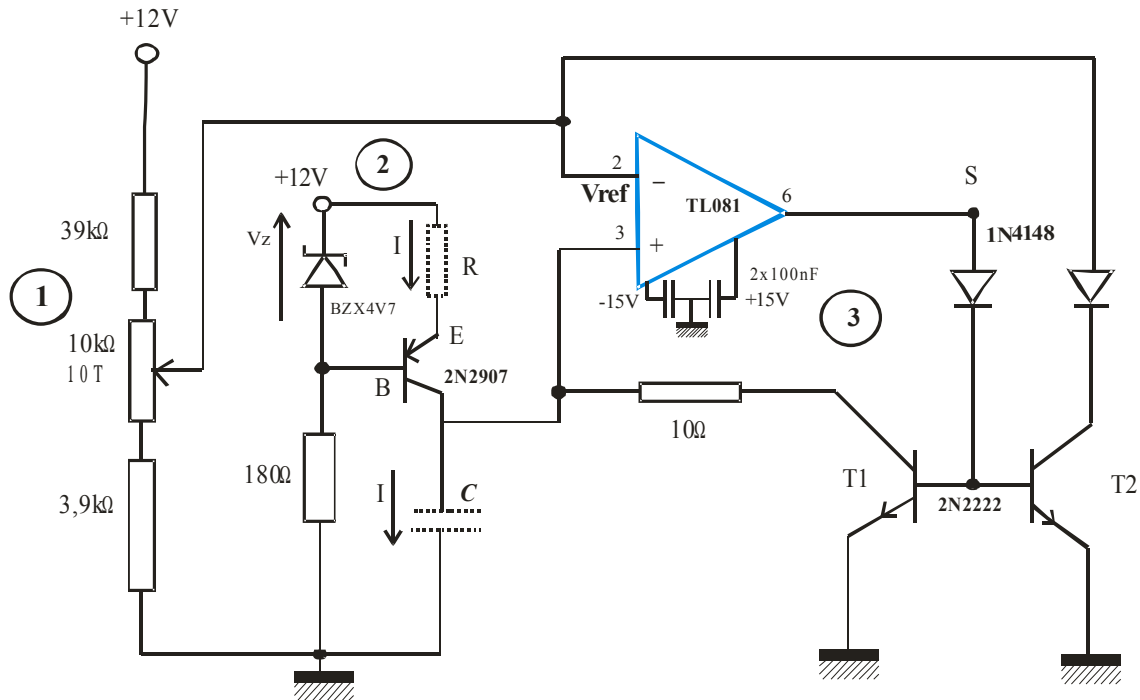 +12V
2
+12V
2
Vref
−
TL081
6
S
39kΩ
Vz
I
R
3
+
1N4148
1
BZX4V7
-15V
2x100nF
+15V
3
10kΩ
10T
E
B
2N2907
10Ω
180Ω
I
C
T1
2N2222
T2
3,9kΩ